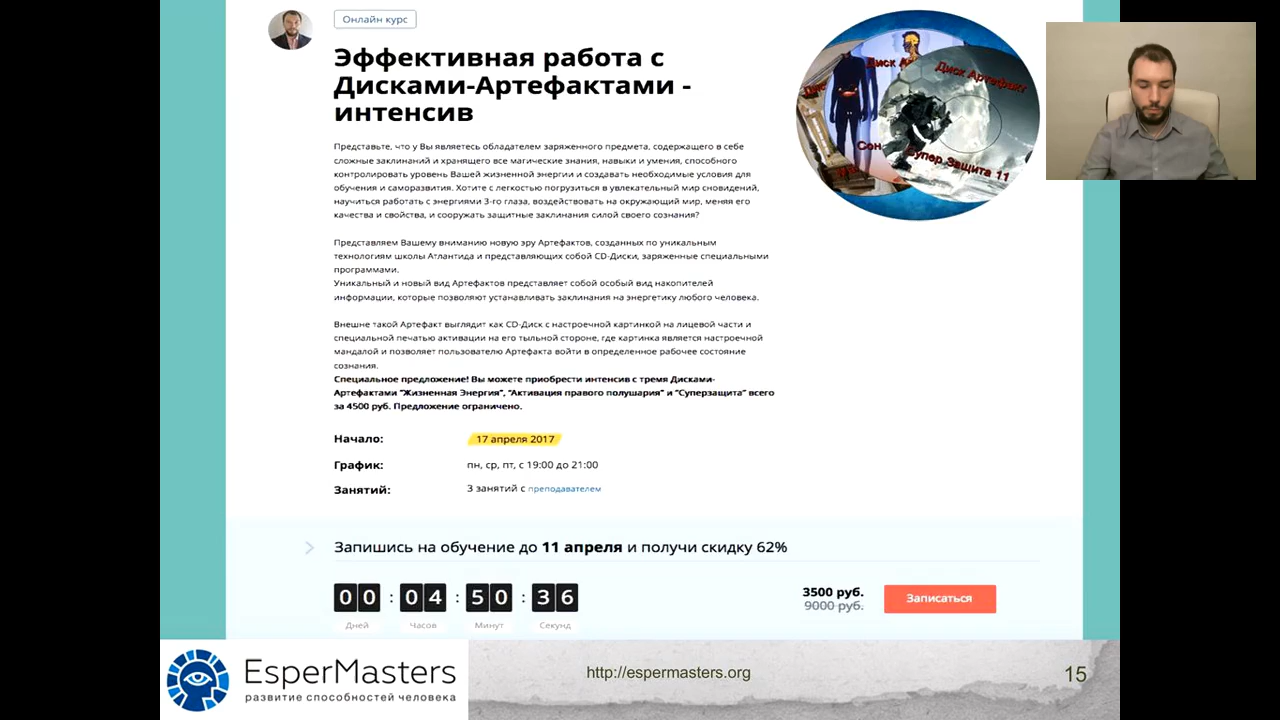 Онлайн курс
Эффективная работа с
Дисками-Артефактами -
интенсив
Представьте, что у Вы являетесь обладателем заряженного предмета, содержащего в себе
сложные заклинаний и хранящего все магические знания, навыки и умения, способного
контролировать уровень Вашей жизненной энергии и создавать необходимые условия для
обучения и саморазвития. Хотите с легкостью погрузиться в увлекательный мир сновидений,
научиться работать с энергиями 3-го глаза, воздействовать на окружающий мир, меняя его
качества и свойства, и сооружать защитные заклинания силой своего сознания?
Представляем Вашему вниманию новую эру Артефактов, созданных по уникальным
технологиям школы Атлантида и представляющих собой CD-Диски, заряженные специальными
программами.
Уникальный и новый вид Артефактов представляет собой особый вид накопителей
информации, которые позволяют устанавливать заклинания на энергетику любого человека.
Внешне такой Артефакт выглядит как CD-Диск с настроечной картинкой на лицевой части и
специальной печатью активации на его тыльной стороне, где картинка является настроечной
мандалой и позволяет пользователю Артефакта войти в определенное рабочее состояние
сознания.
Специальное предложение! Вы можете приобрести интенсив с тремя Дисками-
Артефактами "Жизненная Энергия", "Активация правого полушария" и "Суперзащита" всего
за 4500 руб. Предложение ограничено.
Начало: 17 апреля 2017
График: пн, ср, пт, с 19:00 до 21:00
Занятий: 3 занятий с преподавателем
Диск А
Диск Артефакт
Сон
Супер Защита 11
Запишись на обучение до 11 апреля и получи скидку 62%
00 : 04 : 50 : 36
Дней Часов Минут Секунд
3500 руб.
9000 руб.
Записаться
EsperMasters
развитие способностей человека
http://espermasters.org
15